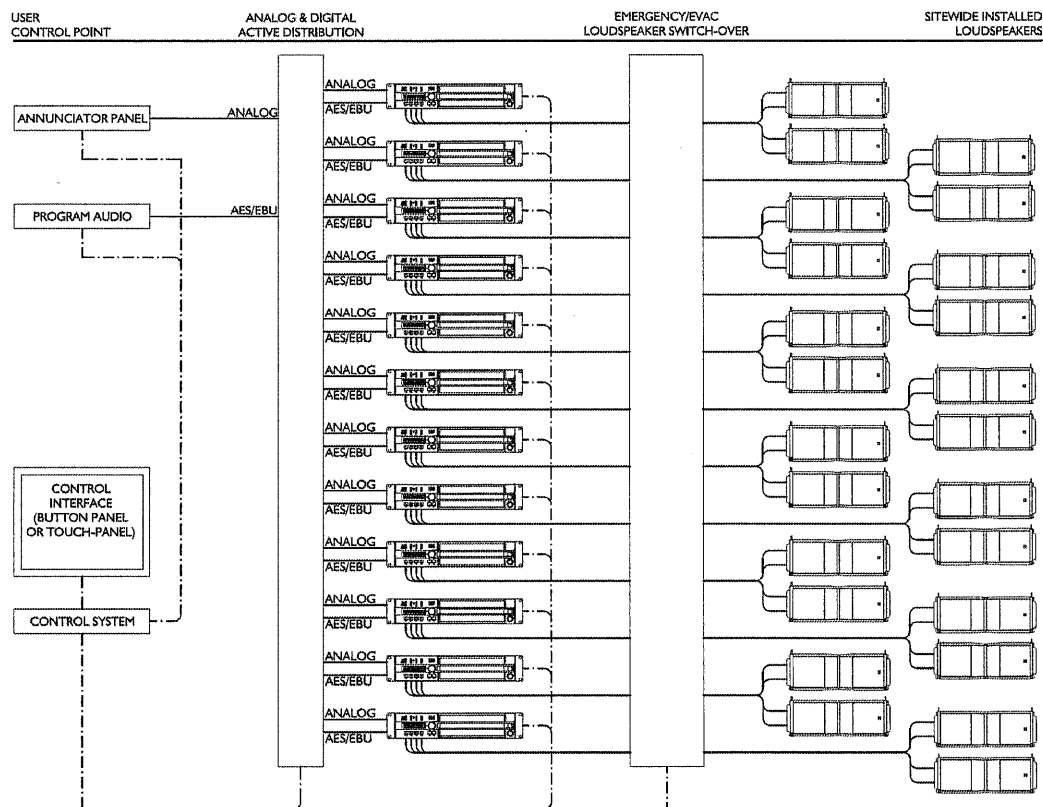 USER
CONTROL POINT
ANALOG & DIGITAL
ACTIVE DISTRIBUTION
EMERGENCY/EVAC
LOUDSPEAKER SWITCH-OVER
SITEWIDE INSTALLED
LOUDSPEAKERS
ANNUNCIATOR PANEL
ANALOG
PROGRAM AUDIO
AES/EBU
CONTROL
INTERFACE
(BUTTON PANEL
OR TOUCH-PANEL)
CONTROL SYSTEM
ANALOG
AES/EBU
ANALOG
AES/EBU
ANALOG
AES/EBU
ANALOG
AES/EBU
ANALOG
AES/EBU
ANALOG
AES/EBU
ANALOG
AES/EBU
ANALOG
AES/EBU
ANALOG
AES/EBU
ANALOG
AES/EBU
ANALOG
AES/EBU
ANALOG
AES/EBU